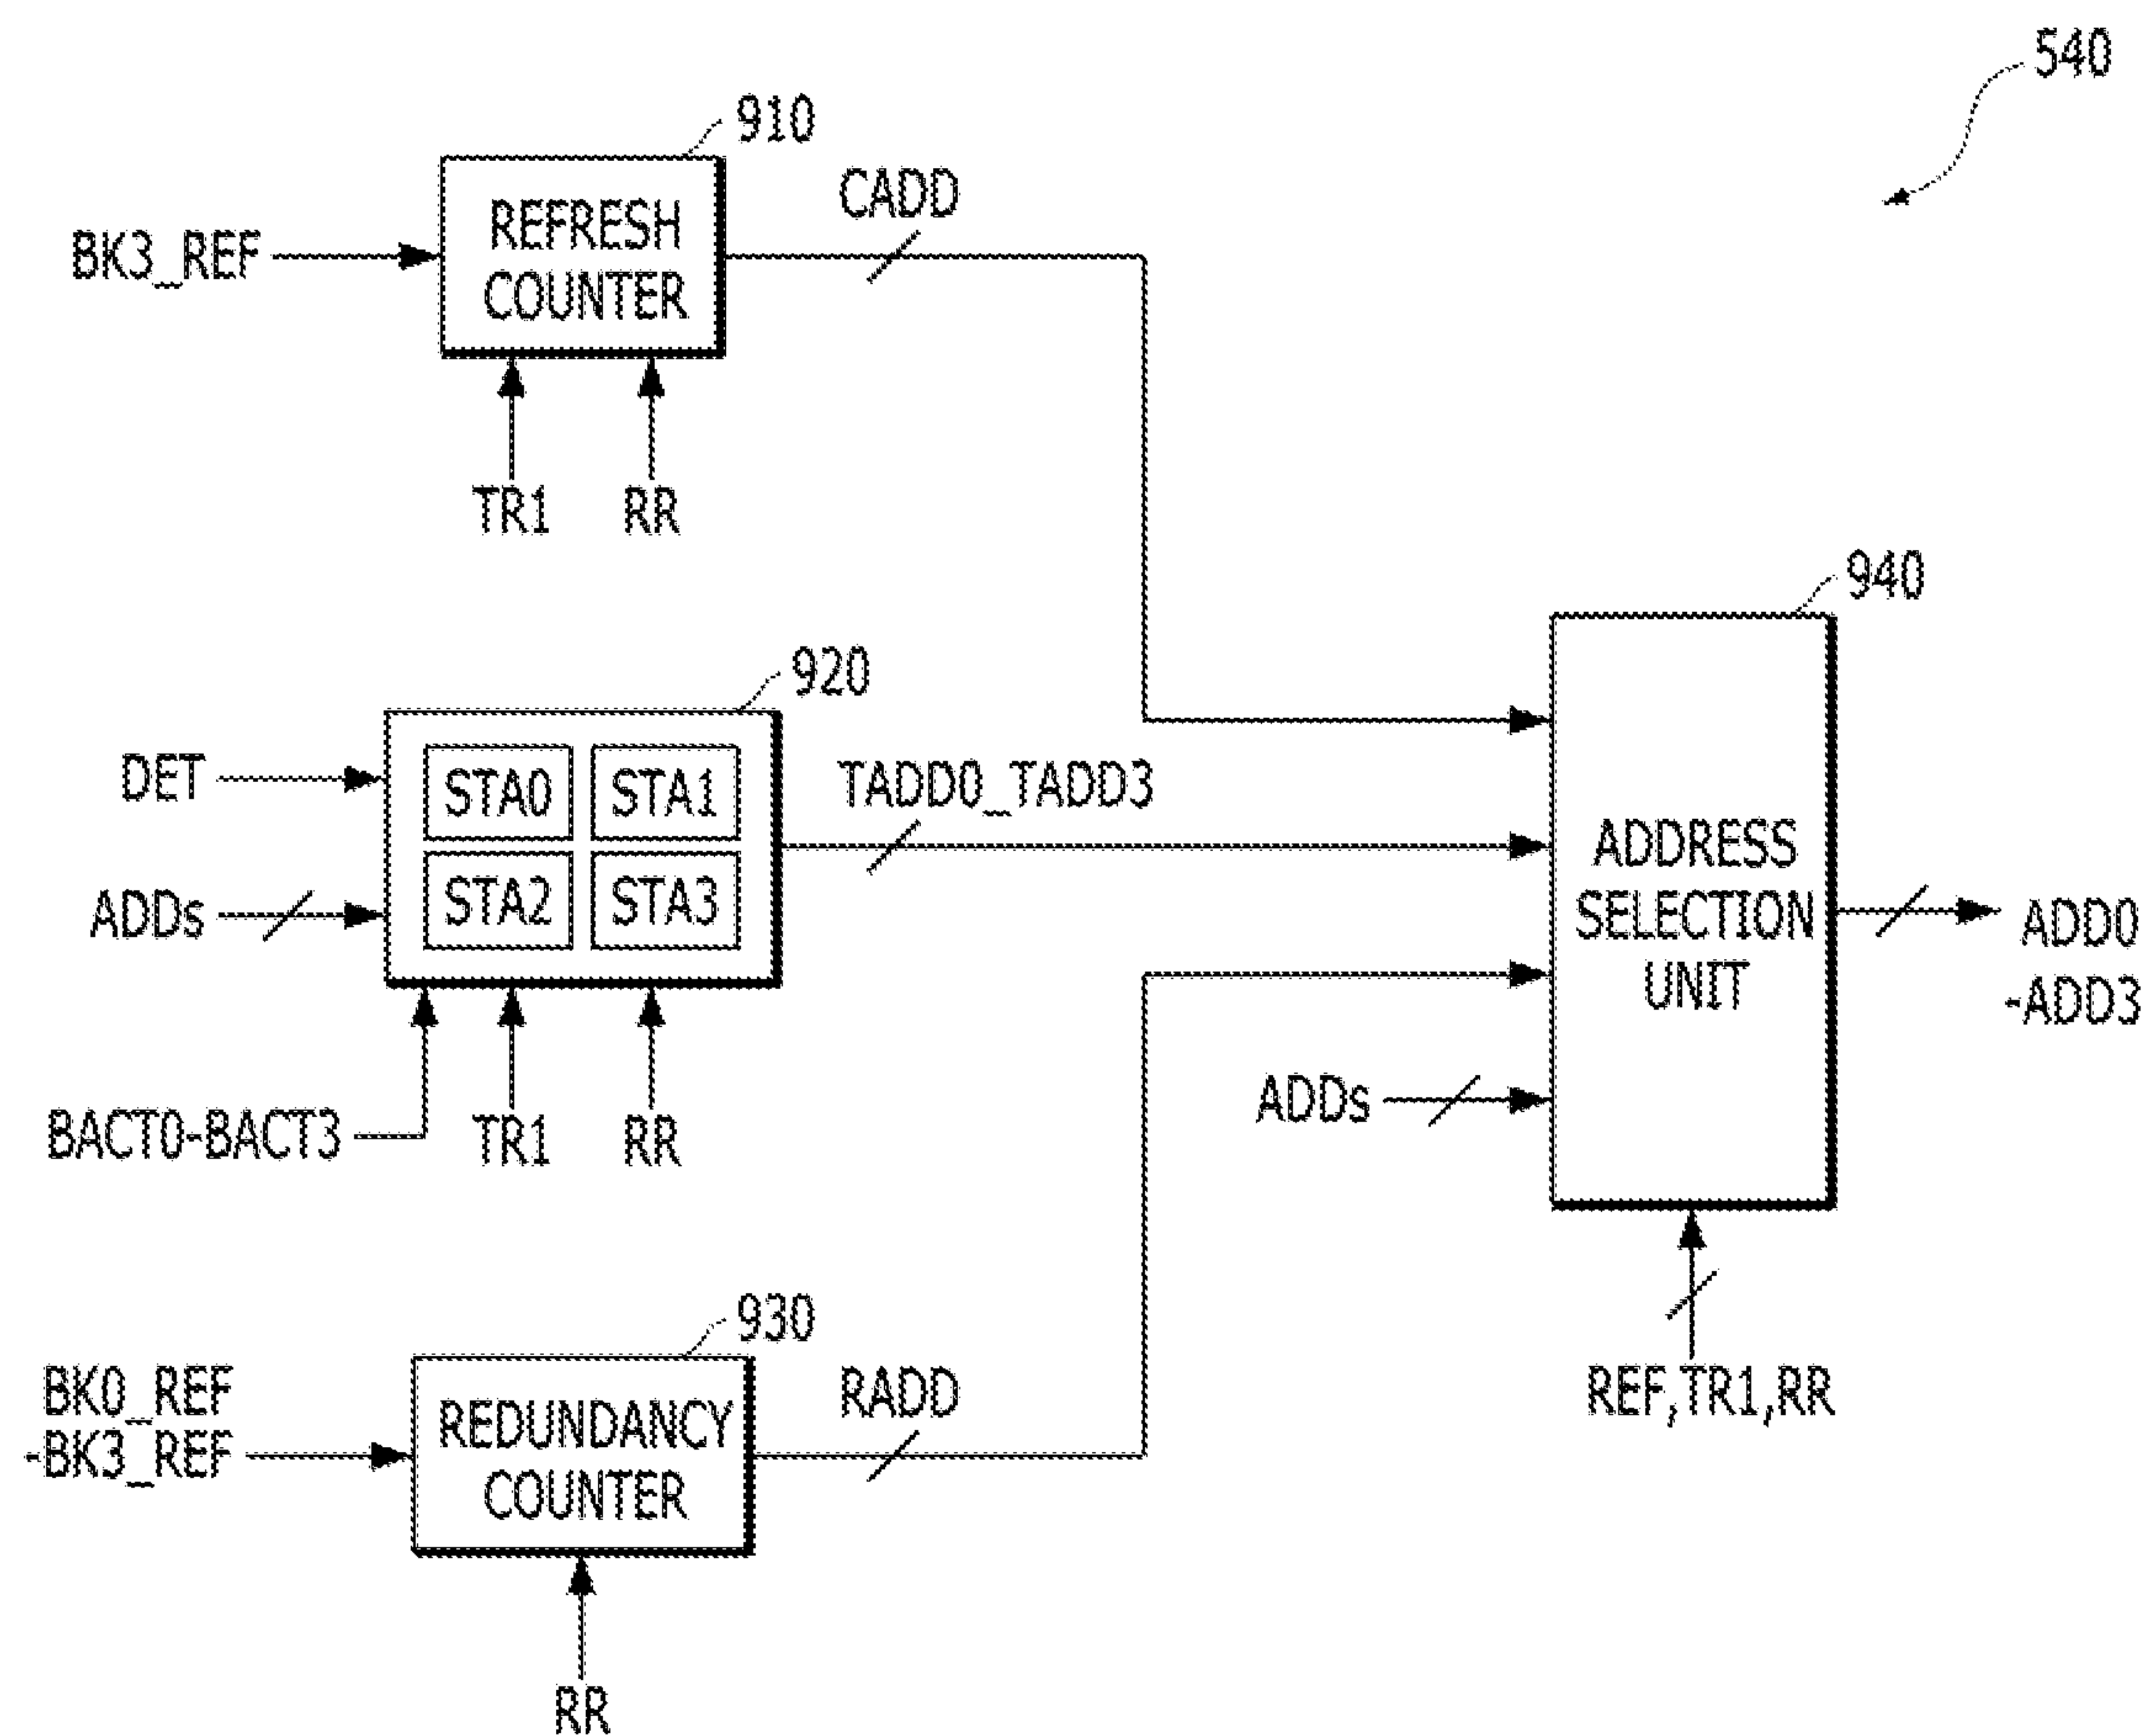 540
910
CADD
REFRESH
COUNTER
BK3_REF
TR1
RR
940
920
DET
STA0
STA1
TADD0_TADD3
STA2
STA3
ADDs
ADDRESS
SELECTION
UNIT
ADD0
-ADD3
ADDs
BACT0-BACT3
TR1
RR
930
BK0_REF
-BK3_REF
REDUNDANCY
COUNTER
RADD
REF,TR1,RR
RR